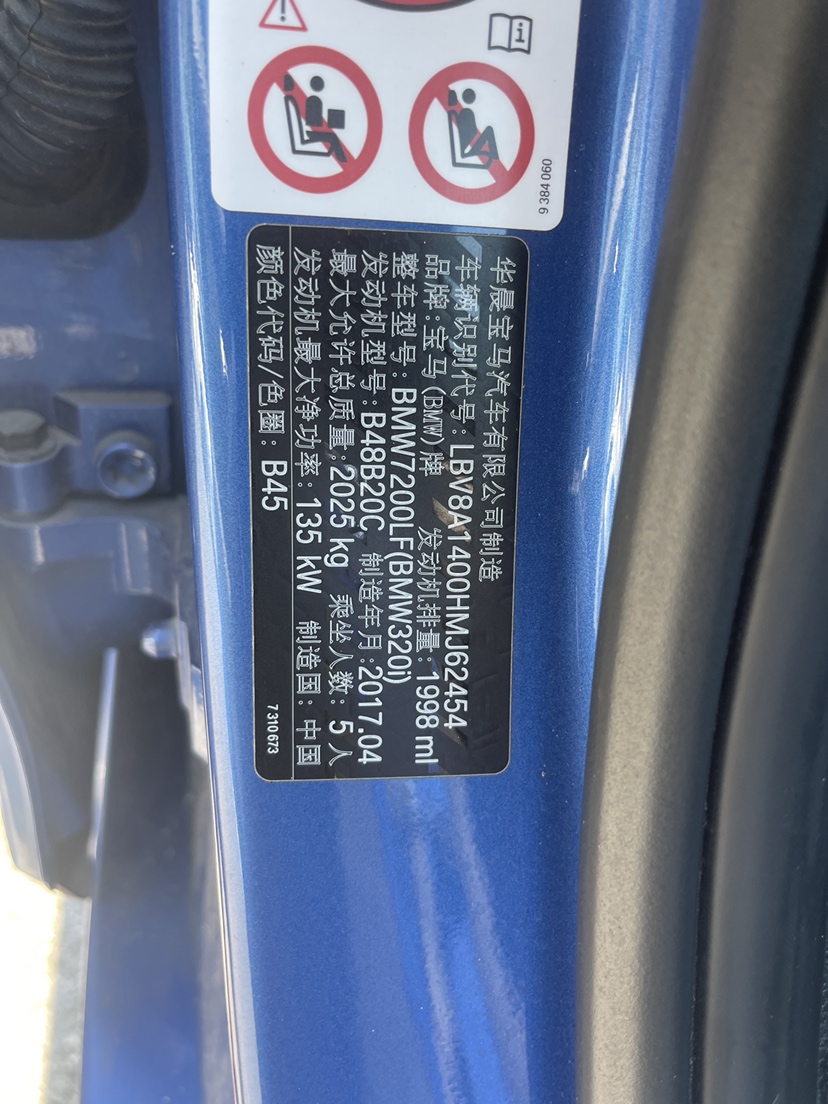 9 384 060
华晨宝马汽车有限公司制造
车辆识别代号: LBV8A1400HMJ62454
品牌:宝马(BMW)牌 发动机排量:1998 ml
整车型号: BMW7200LF(BMW320i)
发动机型号: B48B20C 制造年月:2017.04
最大允许总质量:2025 kg 乘坐人数: 5 人
发动机最大净功率: 135 kW 制造国: 中国
颜色代码/色圈: B45
7 310 673